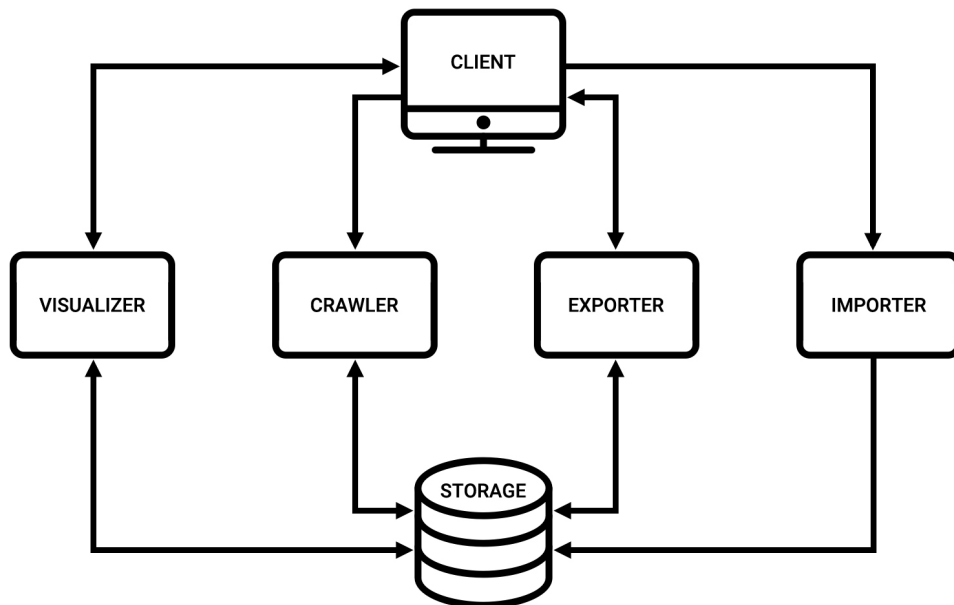 CLIENT
VISUALIZER
CRAWLER
EXPORTER
IMPORTER
STORAGE